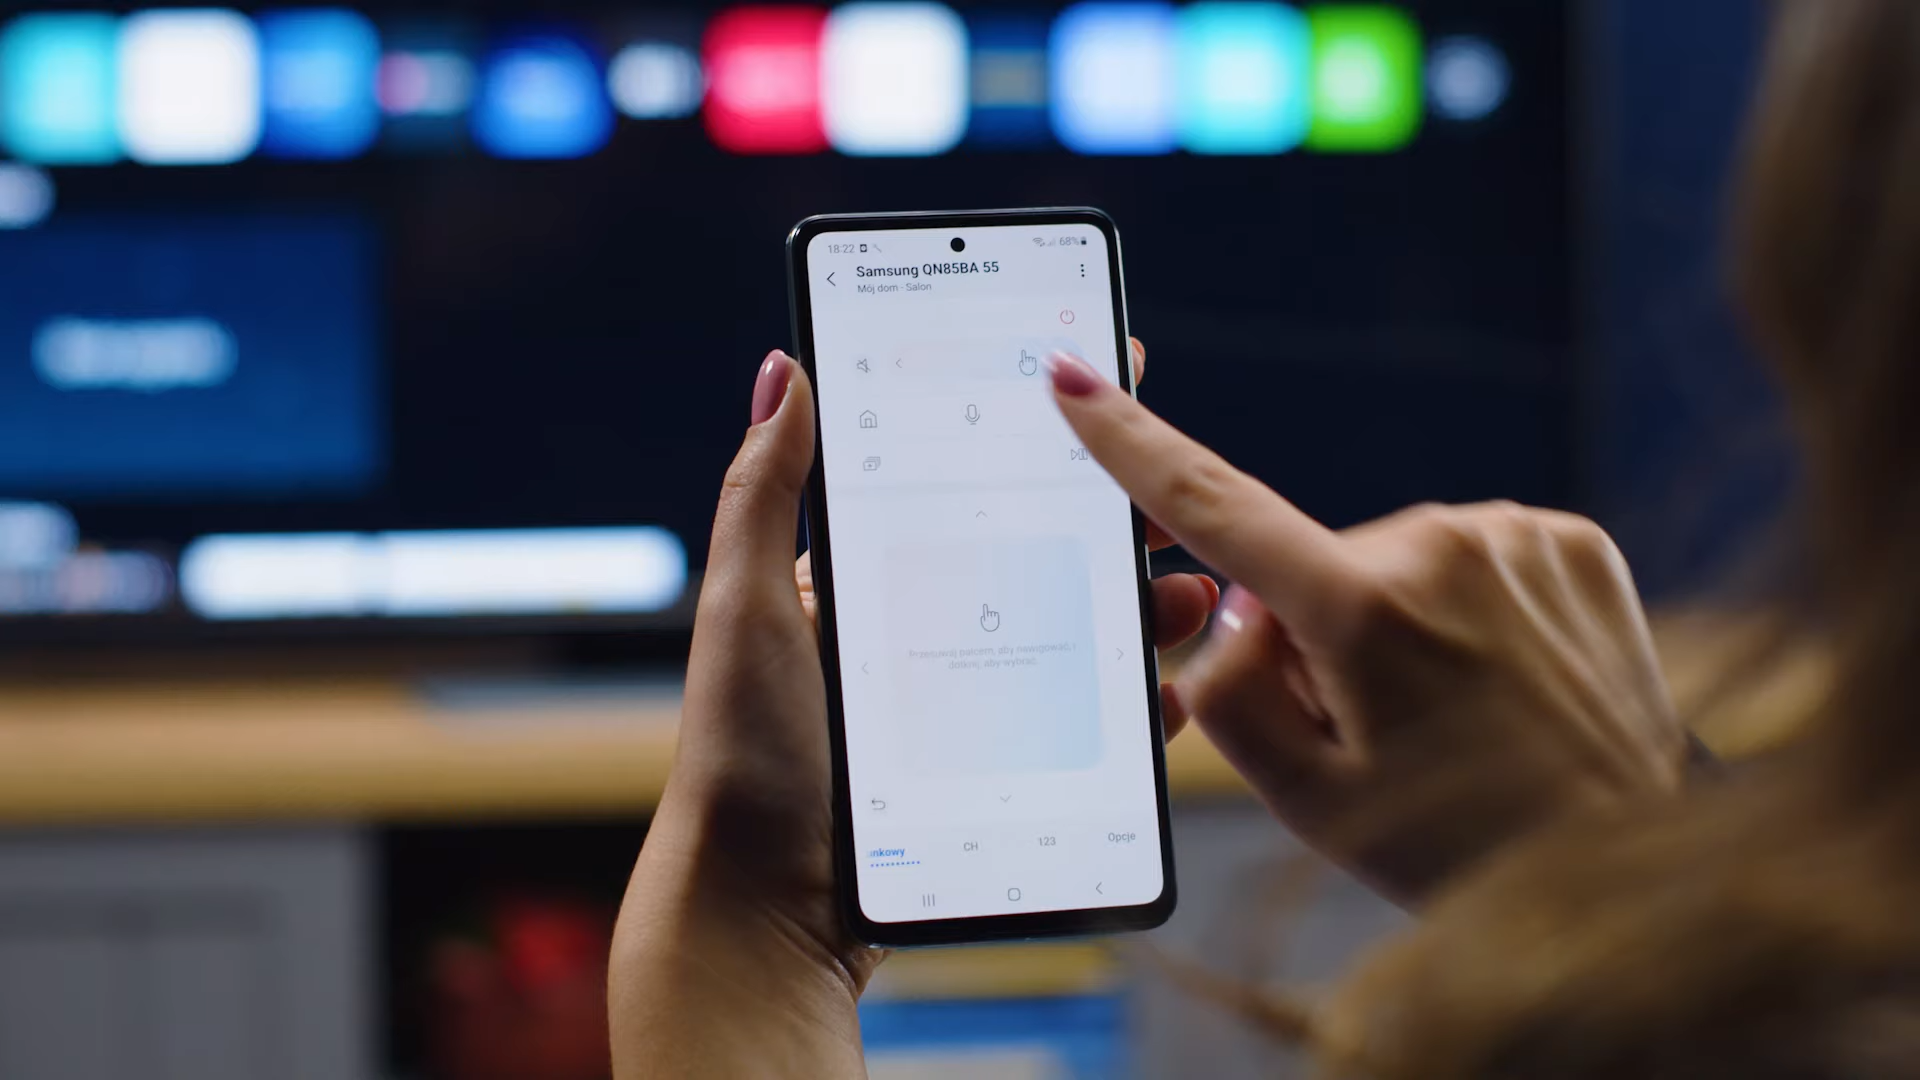 18:22
68%
Samsung QN85BA 55
Mój dom - Salon
Przesuwaj palcem, aby nawigować, i
dotknij, aby wybrać.
nkowy
CH
123
Opcje